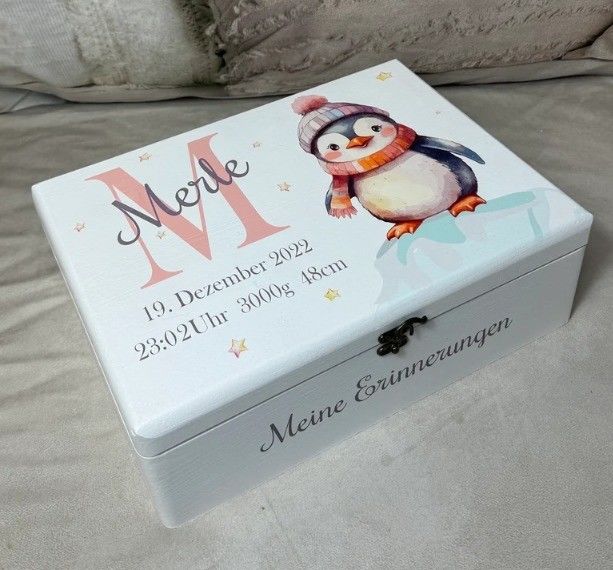 M
Merle
19. Dezember 2022
23:02Uhr 3000g 48cm
Meine Erinnerungen